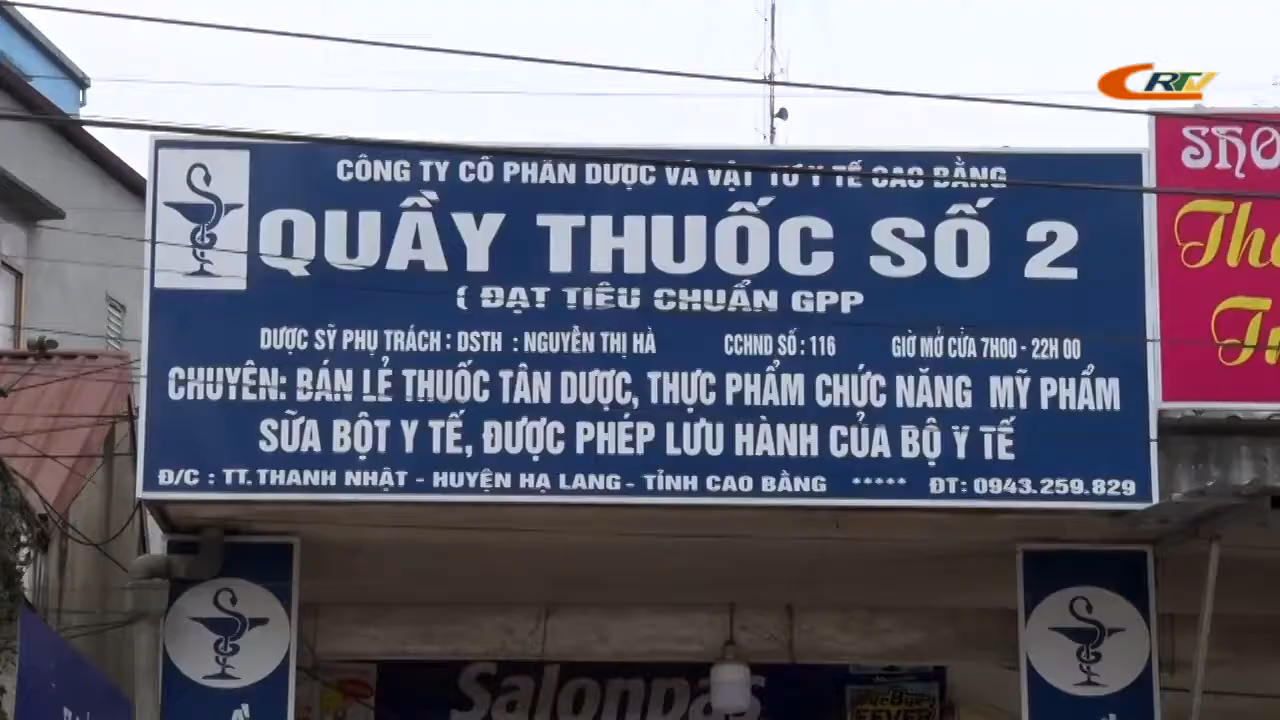 CRTV
CÔNG TY CỔ PHẦN DƯỢC VÀ VẬT TƯ Y TẾ CAO BẰNG
QUẦY THUỐC SỐ 2
( ĐẠT TIÊU CHUẨN GPP
DƯỢC SỸ PHỤ TRÁCH : DSTH : NGUYỄN THỊ HÀ CCHND SỐ : 116 GIỜ MỞ CỬA 7H00 - 22H 00
CHUYÊN: BÁN LẺ THUỐC TÂN DƯỢC, THỰC PHẨM CHỨC NĂNG MỸ PHẨM
SỮA BỘT Y TẾ, ĐƯỢC PHÉP LƯU HÀNH CỦA BỘ Y TẾ
Đ/C : TT. THANH NHẬT - HUYỆN HẠ LANG - TỈNH CAO BẰNG ***** ĐT: 0943.259.829
Salonpas
ByeBye
FEVER